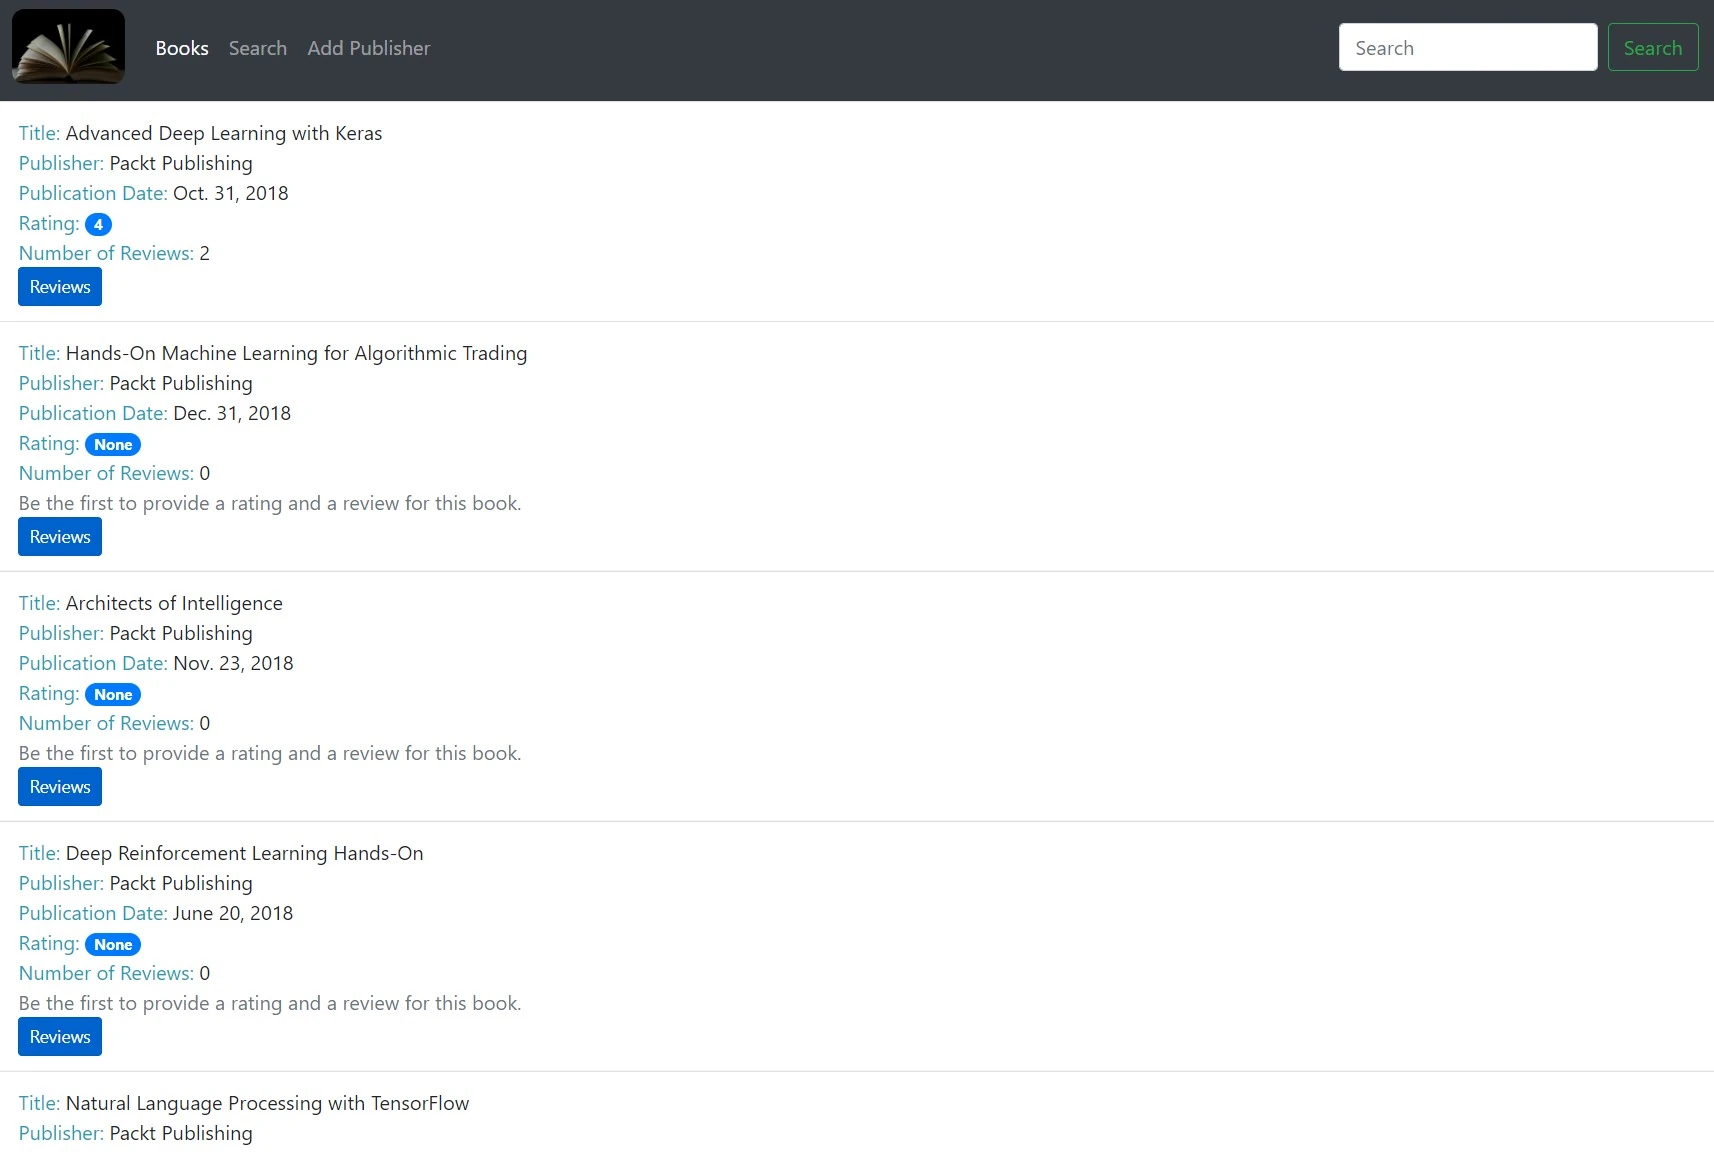 Books Search Add Publisher Search Search
Title: Advanced Deep Learning with Keras
Publisher: Packt Publishing
Publication Date: Oct. 31, 2018
Rating: 4
Number of Reviews: 2
Reviews
Title: Hands-On Machine Learning for Algorithmic Trading
Publisher: Packt Publishing
Publication Date: Dec. 31, 2018
Rating: None
Number of Reviews: 0
Be the first to provide a rating and a review for this book.
Reviews
Title: Architects of Intelligence
Publisher: Packt Publishing
Publication Date: Nov. 23, 2018
Rating: None
Number of Reviews: 0
Be the first to provide a rating and a review for this book.
Reviews
Title: Deep Reinforcement Learning Hands-On
Publisher: Packt Publishing
Publication Date: June 20, 2018
Rating: None
Number of Reviews: 0
Be the first to provide a rating and a review for this book.
Reviews
Title: Natural Language Processing with TensorFlow
Publisher: Packt Publishing